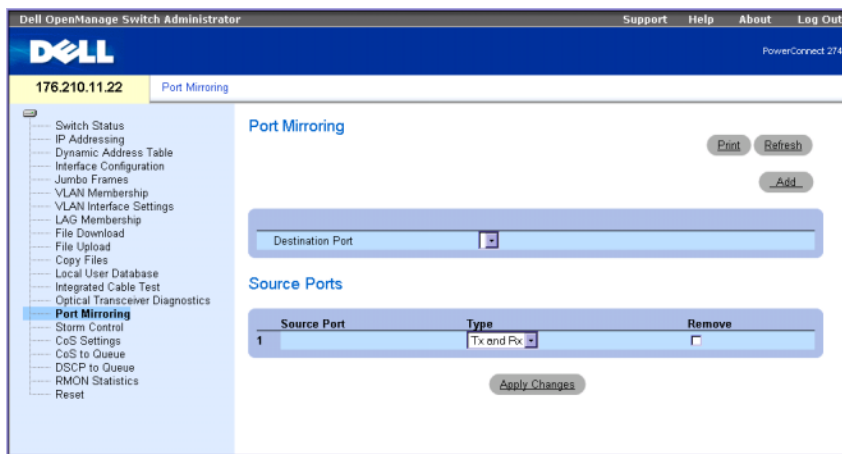 Dell OpenManage Switch Administrator
Support Help About Log Out
DELL
PowerConnect 274
176.210.11.22
Port Mirroring
Switch Status
IP Addressing
Dynamic Address Table
Interface Configuration
Jumbo Frames
VLAN Membership
VLAN Interface Settings
LAG Membership
File Download
File Upload
Copy Files
Local User Database
Integrated Cable Test
Optical Transceiver Diagnostics
Port Mirroring
Storm Control
CoS Settings
CoS to Queue
DSCP to Queue
RMON Statistics
Reset
Port Mirroring
Print Refresh
Add
Destination Port
Source Ports
Source Port Type Remove
1 Tx and Rx
Apply Changes